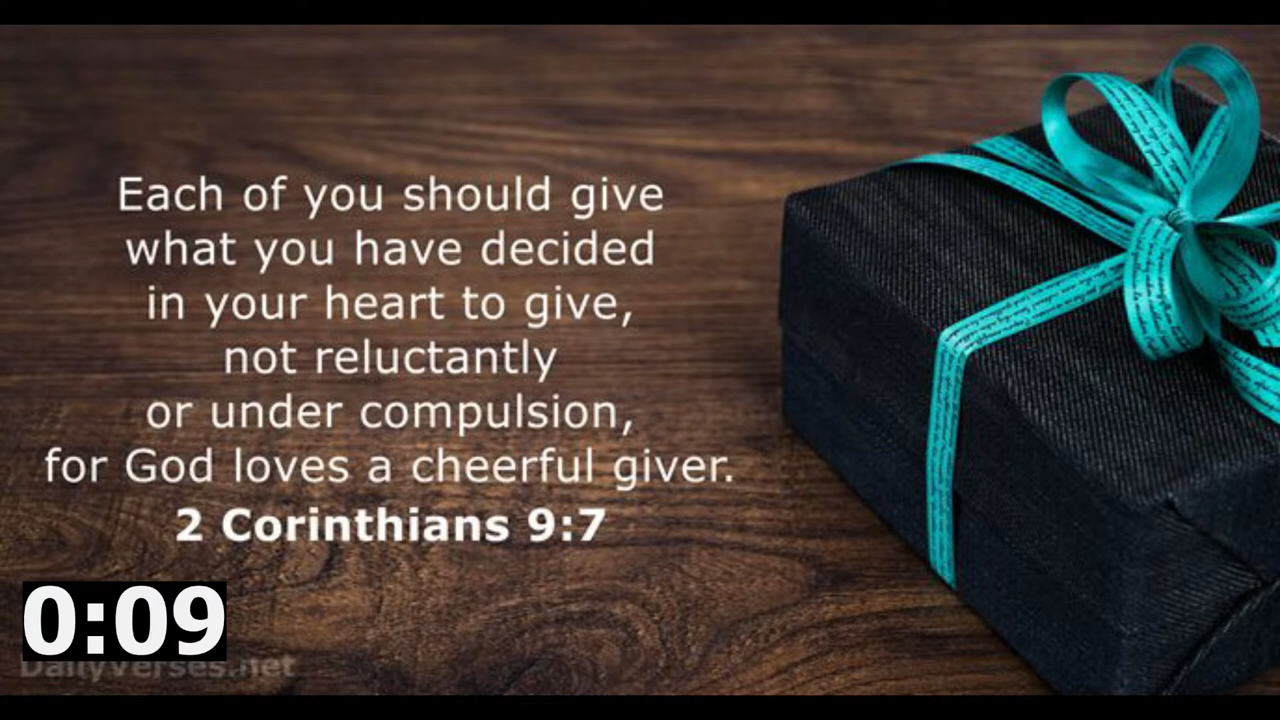 Each of you should give
what you have decided
in your heart to give,
not reluctantly
or under compulsion,
for God loves a cheerful giver.
2 Corinthians 9:7
0:09
DailyVerses.net